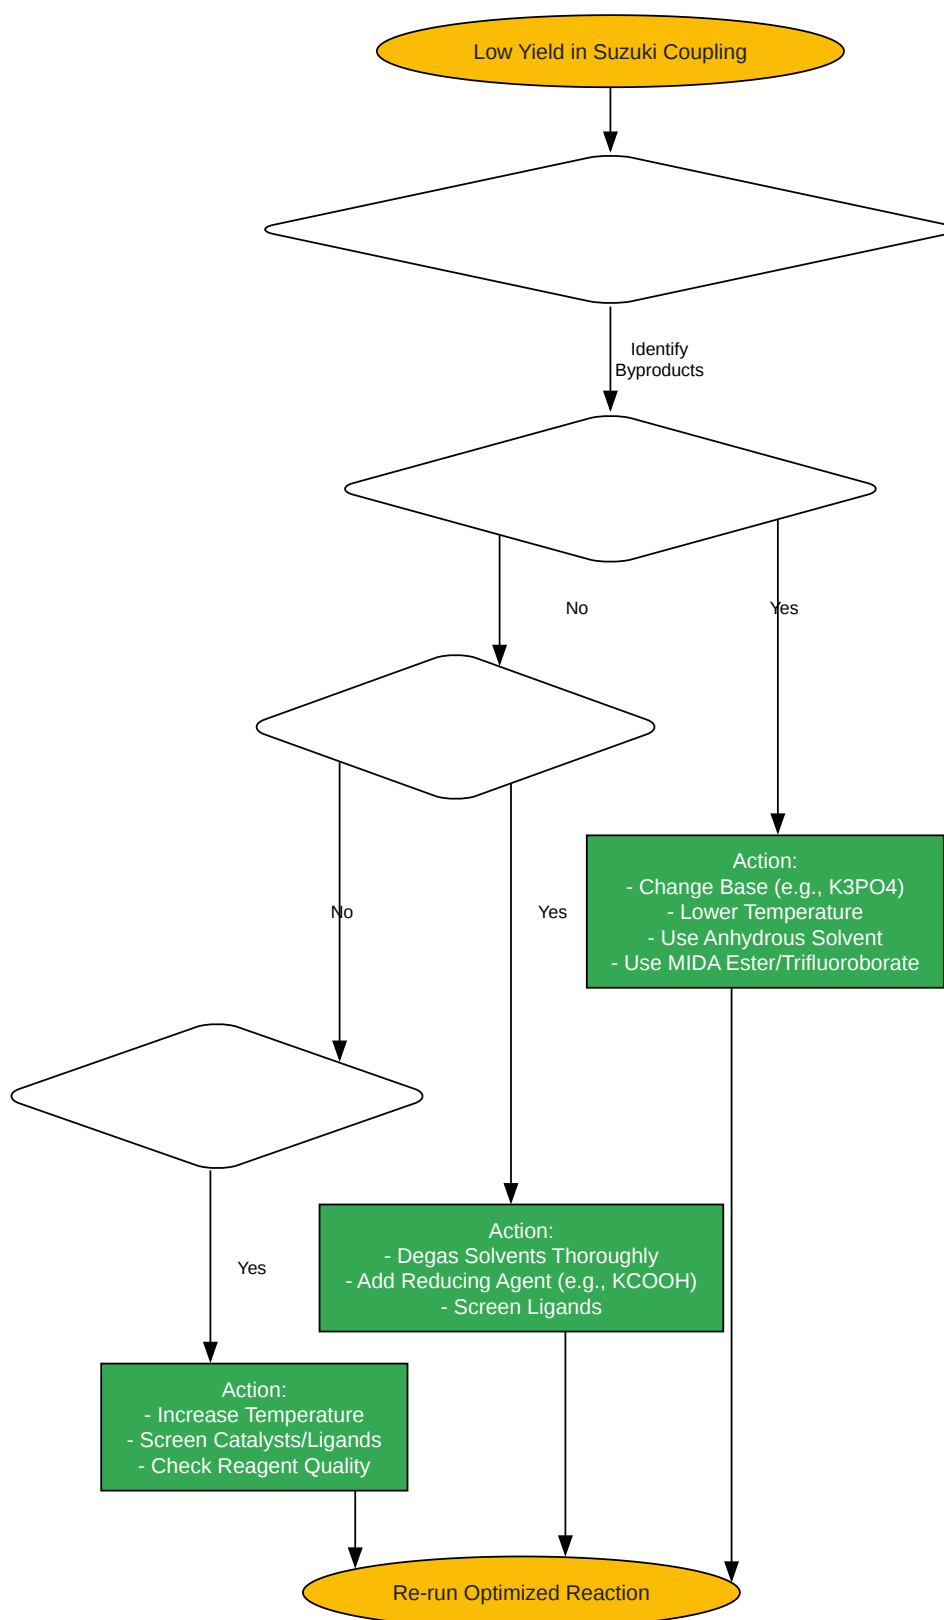 Low Yield in Suzuki Coupling
Identify
Byproducts
No
Yes
Action:
- Change Base (e.g., K3PO4)
- Lower Temperature
- Use Anhydrous Solvent
- Use MIDA Ester/Trifluoroborate
No
Yes
Action:
- Degas Solvents Thoroughly
- Add Reducing Agent (e.g., KCOOH)
- Screen Ligands
Yes
Action:
- Increase Temperature
- Screen Catalysts/Ligands
- Check Reagent Quality
Re-run Optimized Reaction